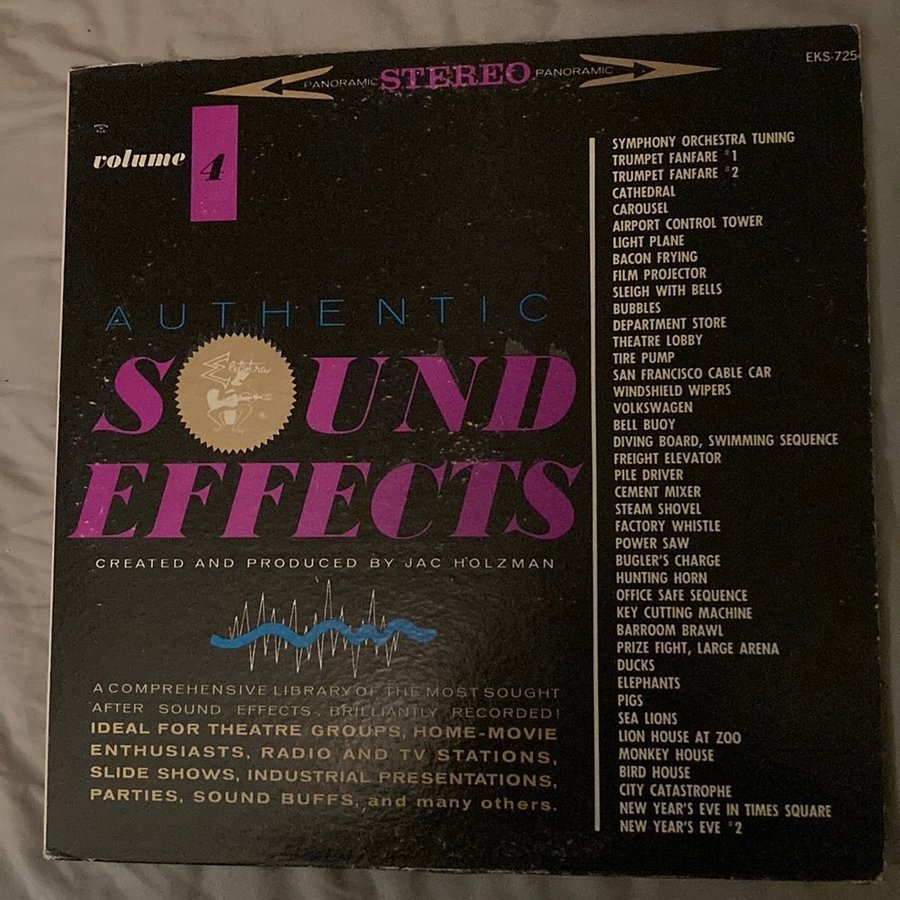 PANORAMIC STEREO PANORAMIC
EKS-7254
volume 4
AUTHENTIC
SOUND
Elektra
EFFECTS
CREATED AND PRODUCED BY JAC HOLZMAN
A COMPREHENSIVE LIBRARY OF THE MOST SOUGHT
AFTER SOUND EFFECTS. BRILLIANTLY RECORDED!
IDEAL FOR THEATRE GROUPS, HOME-MOVIE
ENTHUSIASTS, RADIO AND TV STATIONS,
SLIDE SHOWS, INDUSTRIAL PRESENTATIONS,
PARTIES, SOUND BUFFS, and many others.
SYMPHONY ORCHESTRA TUNING
TRUMPET FANFARE #1
TRUMPET FANFARE #2
CATHEDRAL
CAROUSEL
AIRPORT CONTROL TOWER
LIGHT PLANE
BACON FRYING
FILM PROJECTOR
SLEIGH WITH BELLS
BUBBLES
DEPARTMENT STORE
THEATRE LOBBY
TIRE PUMP
SAN FRANCISCO CABLE CAR
WINDSHIELD WIPERS
VOLKSWAGEN
BELL BUOY
DIVING BOARD, SWIMMING SEQUENCE
FREIGHT ELEVATOR
PILE DRIVER
CEMENT MIXER
STEAM SHOVEL
FACTORY WHISTLE
POWER SAW
BUGLER'S CHARGE
HUNTING HORN
OFFICE SAFE SEQUENCE
KEY CUTTING MACHINE
BARROOM BRAWL
PRIZE FIGHT, LARGE ARENA
DUCKS
ELEPHANTS
PIGS
SEA LIONS
LION HOUSE AT ZOO
MONKEY HOUSE
BIRD HOUSE
CITY CATASTROPHE
NEW YEAR'S EVE IN TIMES SQUARE
NEW YEAR'S EVE #2